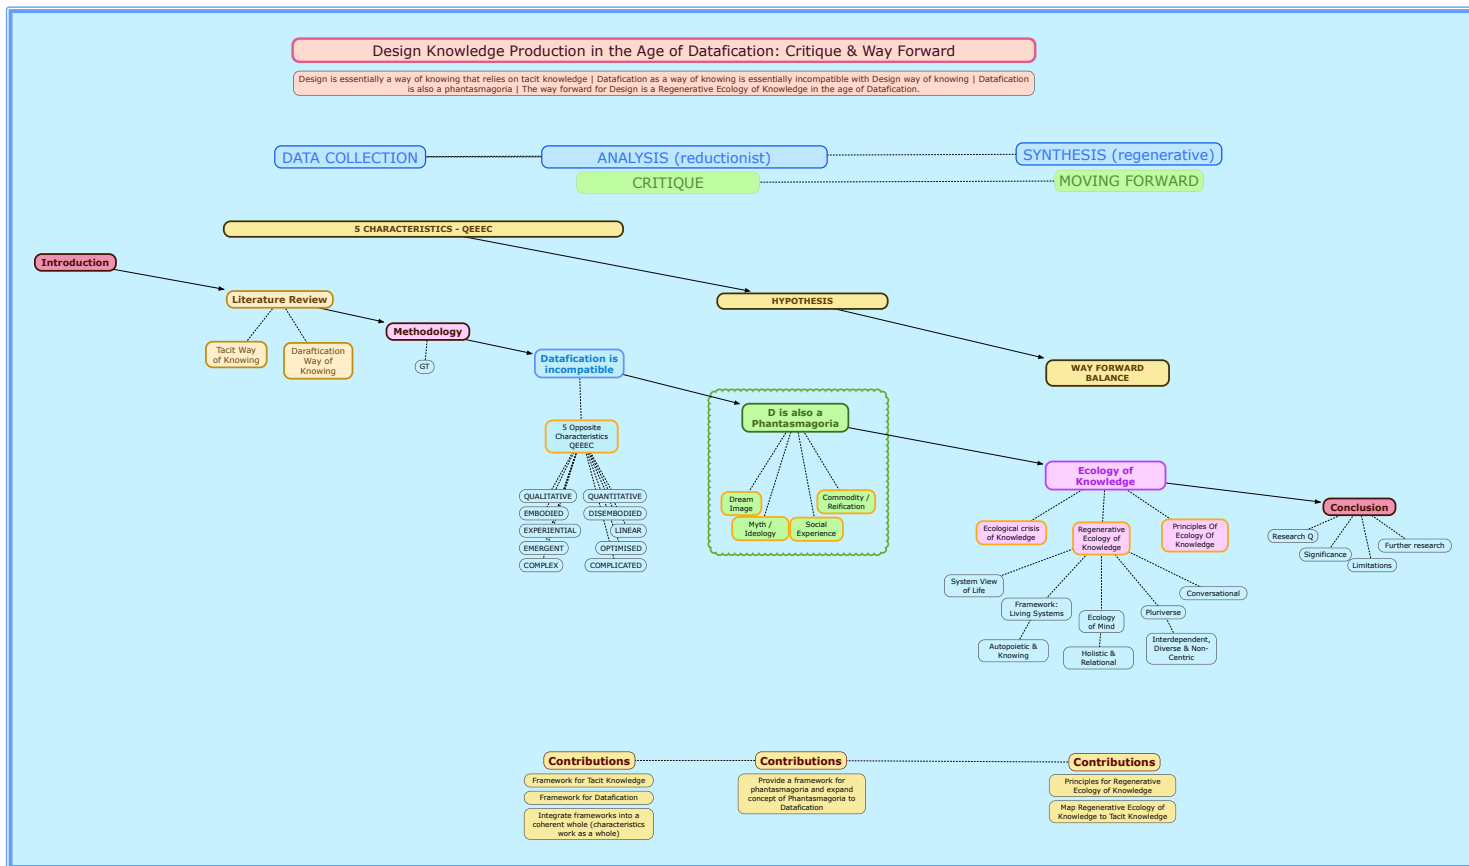 Design Knowledge Production in the Age of Datafication: Critique & Way Forward
Design is essentially a way of knowing that relies on tacit knowledge | Datafication as a way of knowing is essentially incompatible with Design way of knowing | Datafication
is also a phantasmagoria | The way forward for Design is a Regenerative Ecology of Knowledge in the age of Datafication.
DATA COLLECTION
ANALYSIS (reductionist)
SYNTHESIS (regenerative)
CRITIQUE
MOVING FORWARD
5 CHARACTERISTICS - QEEEC
HYPOTHESIS
WAY FORWARD
BALANCE
Introduction
Literature Review
Tacit Way
of Knowing
Daraftication
Way of
Knowing
Methodology
GT
Datafication is
incompatible
5 Opposite
Characteristics
QEEEC
QUALITATIVE
QUANTITATIVE
EMBODIED
DISEMBODIED
EXPERIENTIAL
LINEAR
EMERGENT
OPTIMISED
COMPLEX
COMPLICATED
D is also a
Phantasmagoria
Dream
Image
Myth /
Ideology
Social
Experience
Commodity /
Reification
Ecology of
Knowledge
Ecological crisis
of Knowledge
Regenerative
Ecology of
Knowledge
Principles Of
Ecology Of
Knowledge
System View
of Life
Framework:
Living Systems
Autopoietic &
Knowing
Ecology
of Mind
Holistic &
Relational
Pluriverse
Interdependent,
Diverse & Non-
Centric
Conversational
Conclusion
Research Q
Significance
Limitations
Further research
Contributions
Framework for Tacit Knowledge
Framework for Datafication
Integrate frameworks into a
coherent whole (characteristics
work as a whole)
Contributions
Provide a framework for
phantasmagoria and expand
concept of Phantasmagoria to
Datafication
Contributions
Principles for Regenerative
Ecology of Knowledge
Map Regenerative Ecology of
Knowledge to Tacit Knowledge